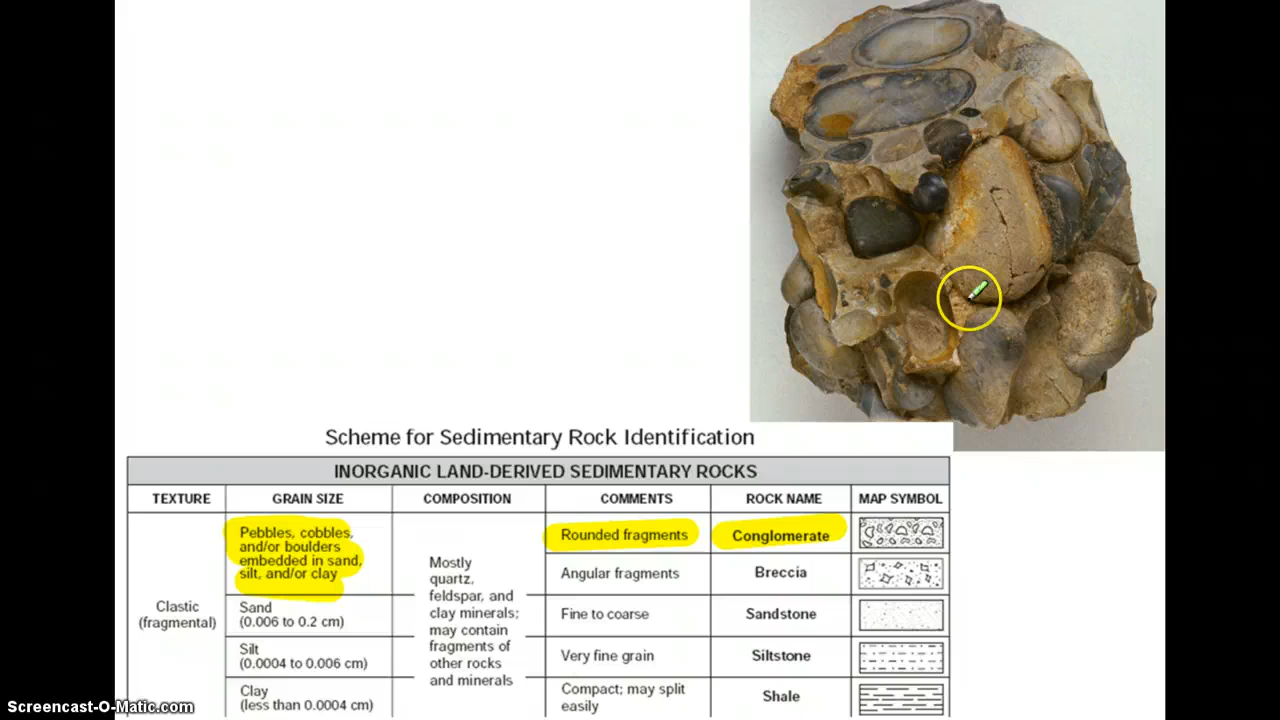 Scheme for Sedimentary Rock Identification
INORGANIC LAND-DERIVED SEDIMENTARY ROCKS
TEXTURE GRAIN SIZE COMPOSITION COMMENTS ROCK NAME MAP SYMBOL
Clastic
(fragmental)
Pebbles, cobbles,
and/or boulders
embedded in sand,
silt, and/or clay
Mostly
quartz,
feldspar, and
clay minerals;
may contain
fragments of
other rocks
and minerals
Rounded fragments Conglomerate
Angular fragments Breccia
Sand
(0.006 to 0.2 cm)
Fine to coarse Sandstone
Silt
(0.0004 to 0.006 cm)
Very fine grain Siltstone
Clay
(less than 0.0004 cm)
Compact; may split
easily
Shale
Screencast-O-Matic.com